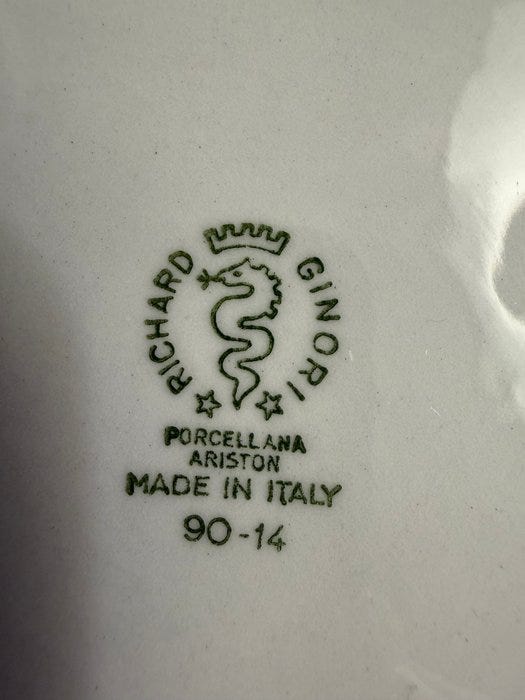 RICHARD GINORI
PORCELLANA
ARISTON
MADE IN ITALY
90-14